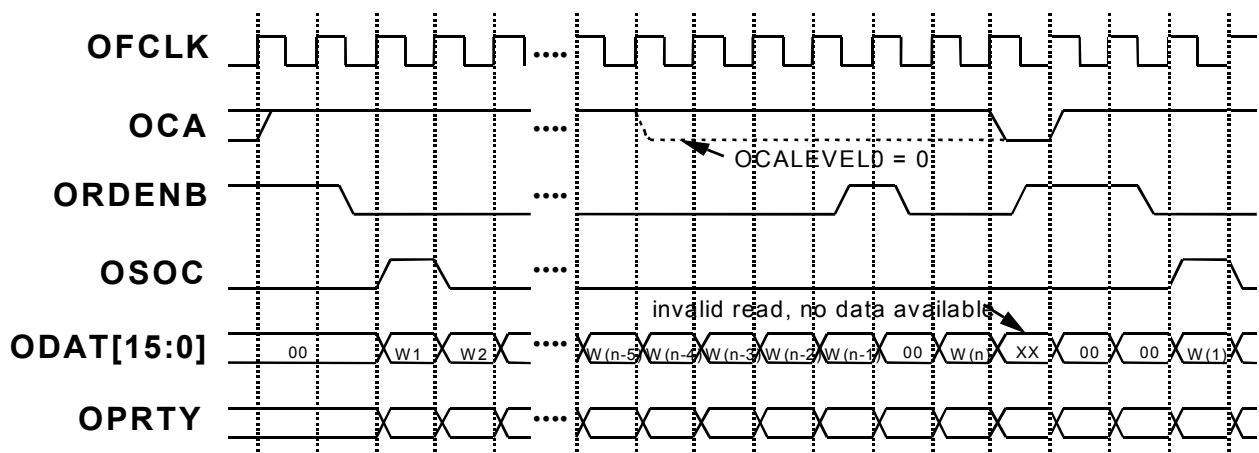 OFCLK
....
OCA
....
OCALEVEL0 = 0
ORDENB
....
OSOC
....
invalid read, no data available
ODAT[15:0]
00 W1 W2 .... W(n-5) W(n-4) W(n-3) W(n-2) W(n-1) 00 W(n) XX 00 00 W(1)
OPRTY
....